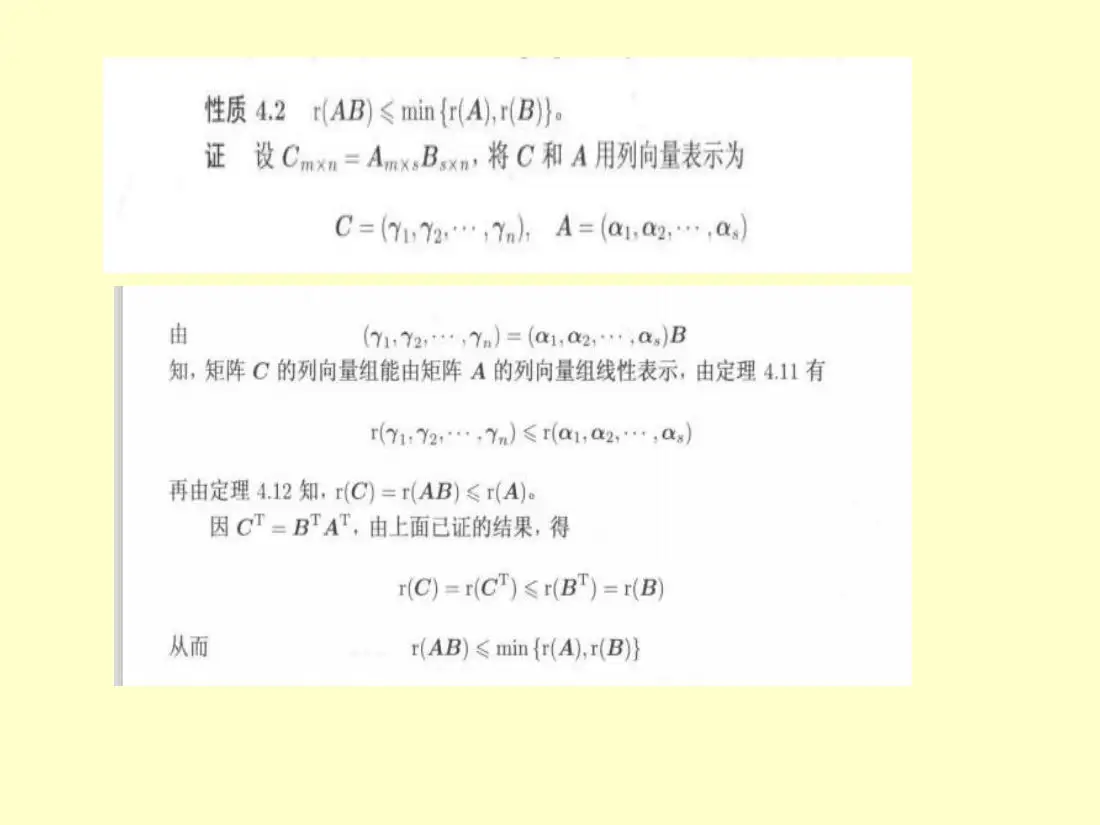 性质 4.2 r(AB) ⩽ min{r(A),r(B)}。
证 设 Cₘₓₙ = AₘₓₛBₛₓₙ, 将 C 和 A 用列向量表示为
C = (γ₁,γ₂,⋯,γₙ), A = (α₁,α₂,⋯,αₛ)
由 (γ₁,γ₂,⋯,γₙ) = (α₁,α₂,⋯,αₛ)B
知, 矩阵 C 的列向量组能由矩阵 A 的列向量组线性表示, 由定理 4.11 有
r(γ₁,γ₂,⋯,γₙ) ⩽ r(α₁,α₂,⋯,αₛ)
再由定理 4.12 知, r(C) = r(AB) ⩽ r(A)。
因 Cᵀ = BᵀAᵀ, 由上面已证的结果, 得
r(C) = r(Cᵀ) ⩽ r(Bᵀ) = r(B)
从而 r(AB) ⩽ min{r(A),r(B)}